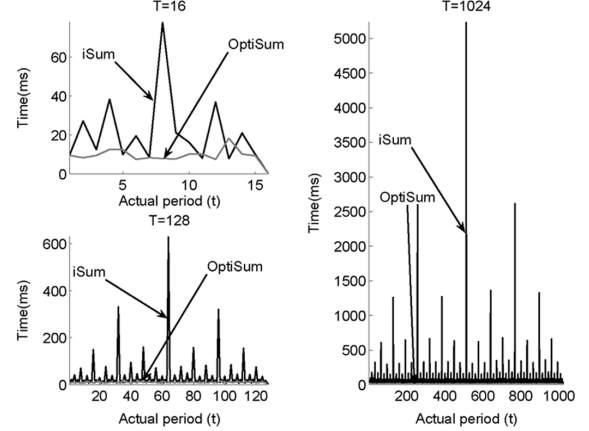 T=16
iSum
OptiSum
Time(ms)
60
40
20
0
5
10
15
Actual period (t)
T=128
iSum
OptiSum
Time(ms)
600
400
200
0
20
40
60
80
100
120
Actual period (t)
T=1024
iSum
OptiSum
Time(ms)
5000
4500
4000
3500
3000
2500
2000
1500
1000
500
0
200
400
600
800
1000
Actual period (t)